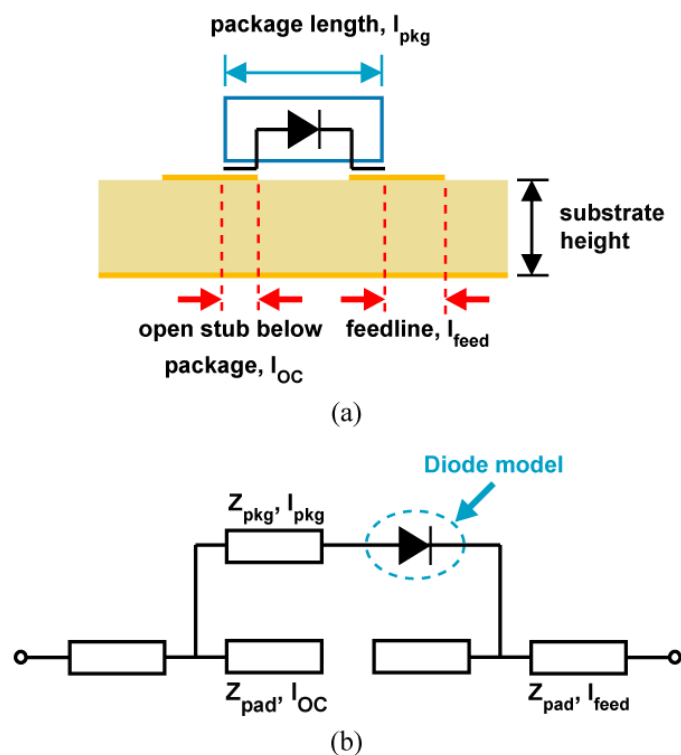 package length, lpkg
substrate
height
open stub below
package, lOC
feedline, lfeed
(a)
Diode model
Zpkg, lpkg
Zpad, lOC
Zpad, lfeed
(b)